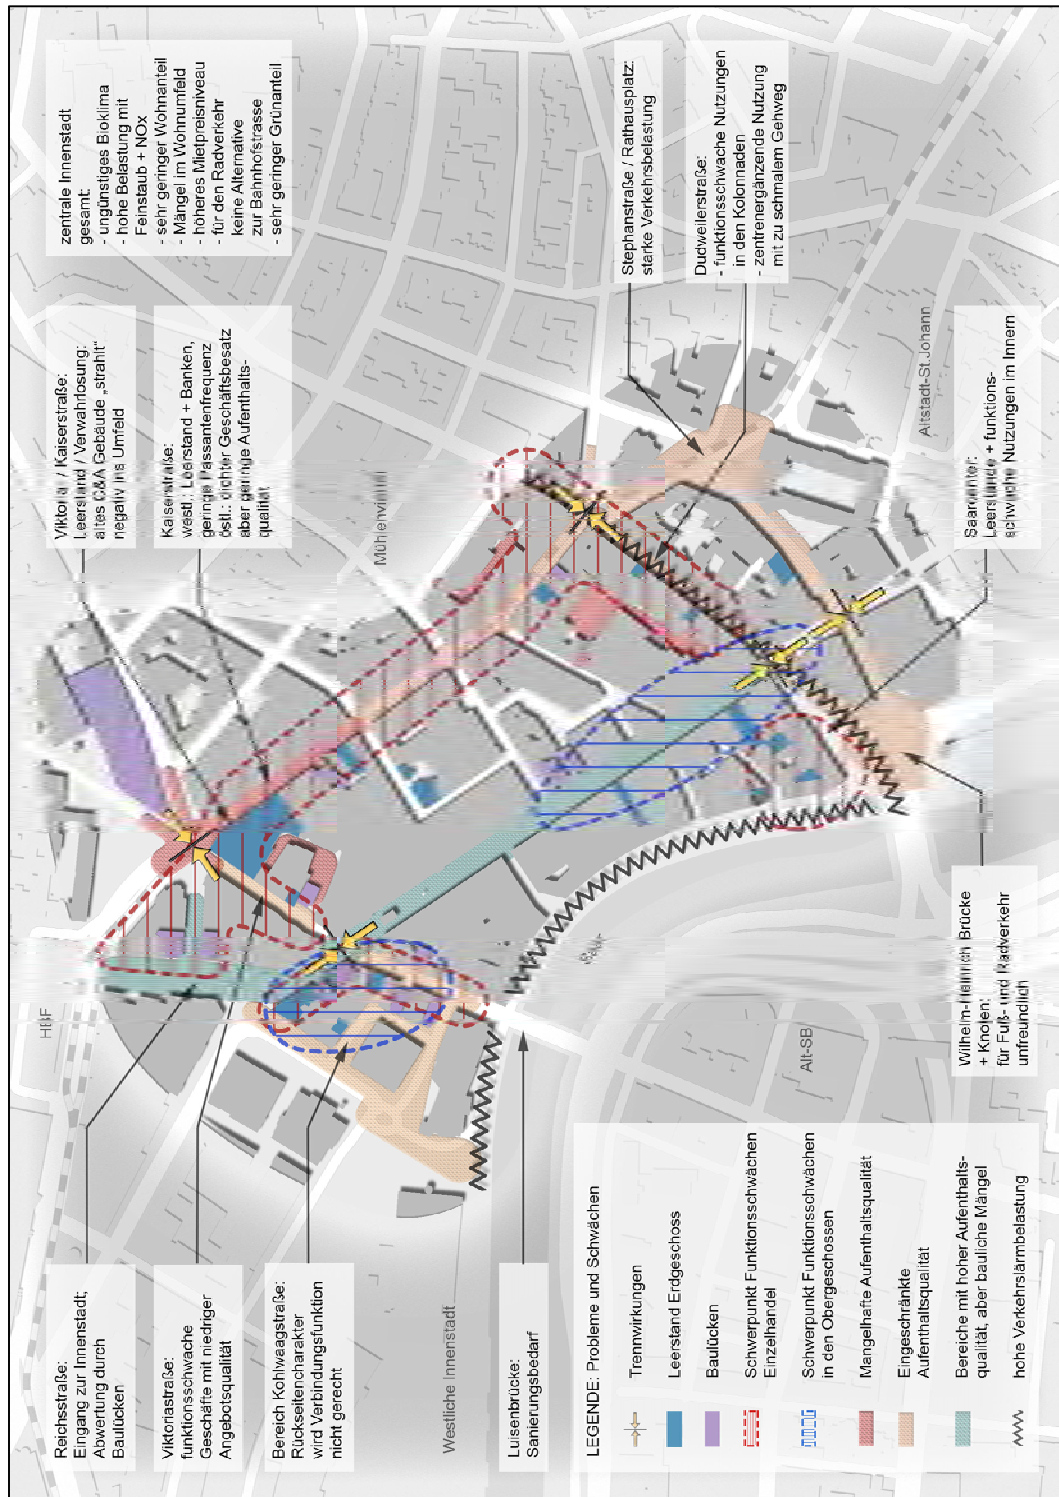 zentrale Innenstadt
gesamt:
- ungünstiges Bioklima
- hohe Belastung mit
Feinstaub + NOx
- sehr geringer Wohnanteil
- Mängel im Wohnumfeld
- höheres Mietpreisniveau
- für den Radverkehr
keine Alternative
zur Bahnhofstrasse
- sehr geringer Grünanteil
Viktoria / Kaiserstraße:
Leerstand / Verwahrlosung:
altes C&A Gebäude „strahlt“
negativ ins Umfeld
Kaiserstraße:
westl.: Leerstand + Banken,
geringe Passantenfrequenz
östl.: dichter Geschäftsbesatz
aber geringe Aufenthalts-
qualität
Stephanstraße / Rathausplatz:
starke Verkehrsbelastung
Dudweilerstraße:
- funktionsschwache Nutzungen
in den Kolonnaden
- zentrenergänzende Nutzung
mit zu schmalem Gehweg
Mühlenviertel
Altstadt-St.Johann
Saarcenter:
Leerstände + funktions-
schwache Nutzungen im Innern
HBF
Alt-SB
Wilhelm-Heinrich Brücke
+ Knoten:
für Fuß- und Radverkehr
unfreundlich
Reichsstraße:
Eingang zur Innenstadt,
Abwertung durch
Baulücken
Viktoriastraße:
funktionsschwache
Geschäfte mit niedriger
Angebotsqualität
Bereich Kohlwaagstraße:
Rückseitencharakter
wird Verbindungsfunktion
nicht gerecht
Westliche Innenstadt
Luisenbrücke:
Sanierungsbedarf
LEGENDE: Probleme und Schwächen
Trennwirkungen
Leerstand Erdgeschoss
Baulücken
Schwerpunkt Funktionsschwächen
Einzelhandel
Schwerpunkt Funktionsschwächen
in den Obergeschossen
Mangelhafte Aufenthaltsqualität
Eingeschränkte
Aufenthaltsqualität
Bereiche mit hoher Aufenthalts-
qualität, aber bauliche Mängel
hohe Verkehrslärmbelastung